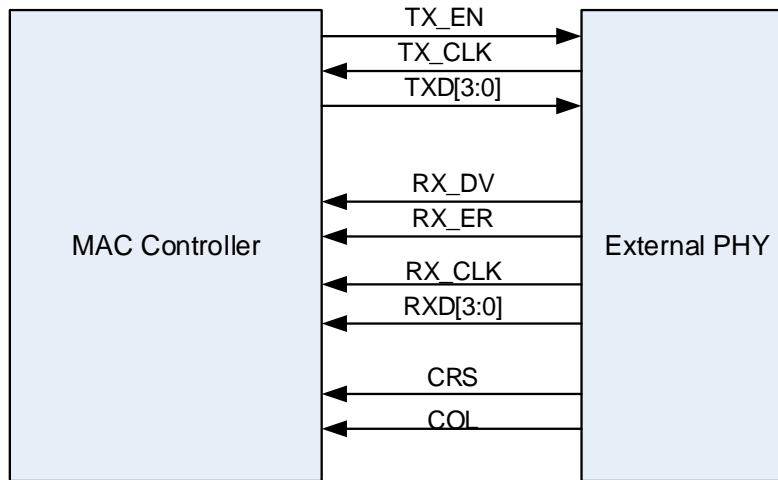 TX_EN
TX_CLK
TXD[3:0]
RX_DV
MAC Controller
RX_ER
External PHY
RX_CLK
RXD[3:0]
CRS
COL